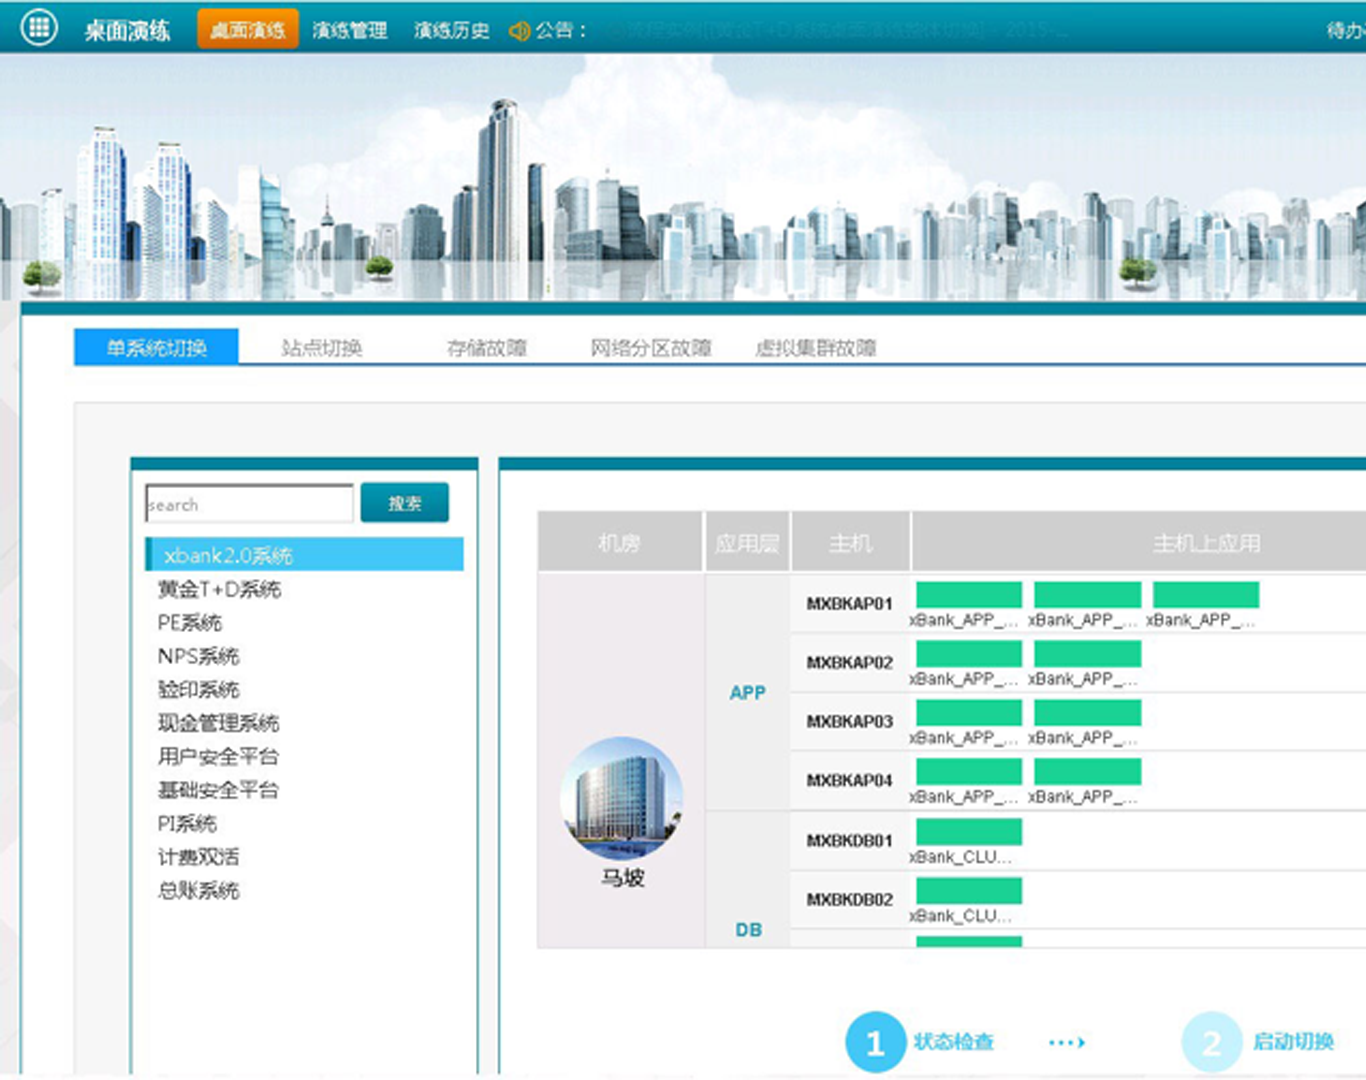 桌面演练 桌面演练 演练管理 演练历史 公告： 待办
单系统切换 站点切换 存储故障 网络分区故障 虚拟集群故障
search 搜索
xbank2.0系统
黄金T+D系统
PE系统
NPS系统
验印系统
现金管理系统
用户安全平台
基础安全平台
PI系统
计费双活
总账系统
机房 应用层 主机 主机上应用
马坡
APP
DB
MXBKAP01 xBank_APP_... xBank_APP_... xBank_APP_...
MXBKAP02 xBank_APP_... xBank_APP_...
MXBKAP03 xBank_APP_... xBank_APP_...
MXBKAP04 xBank_APP_... xBank_APP_...
MXBKDB01 xBank_CLU...
MXBKDB02 xBank_CLU...
1 状态检查 2 启动切换